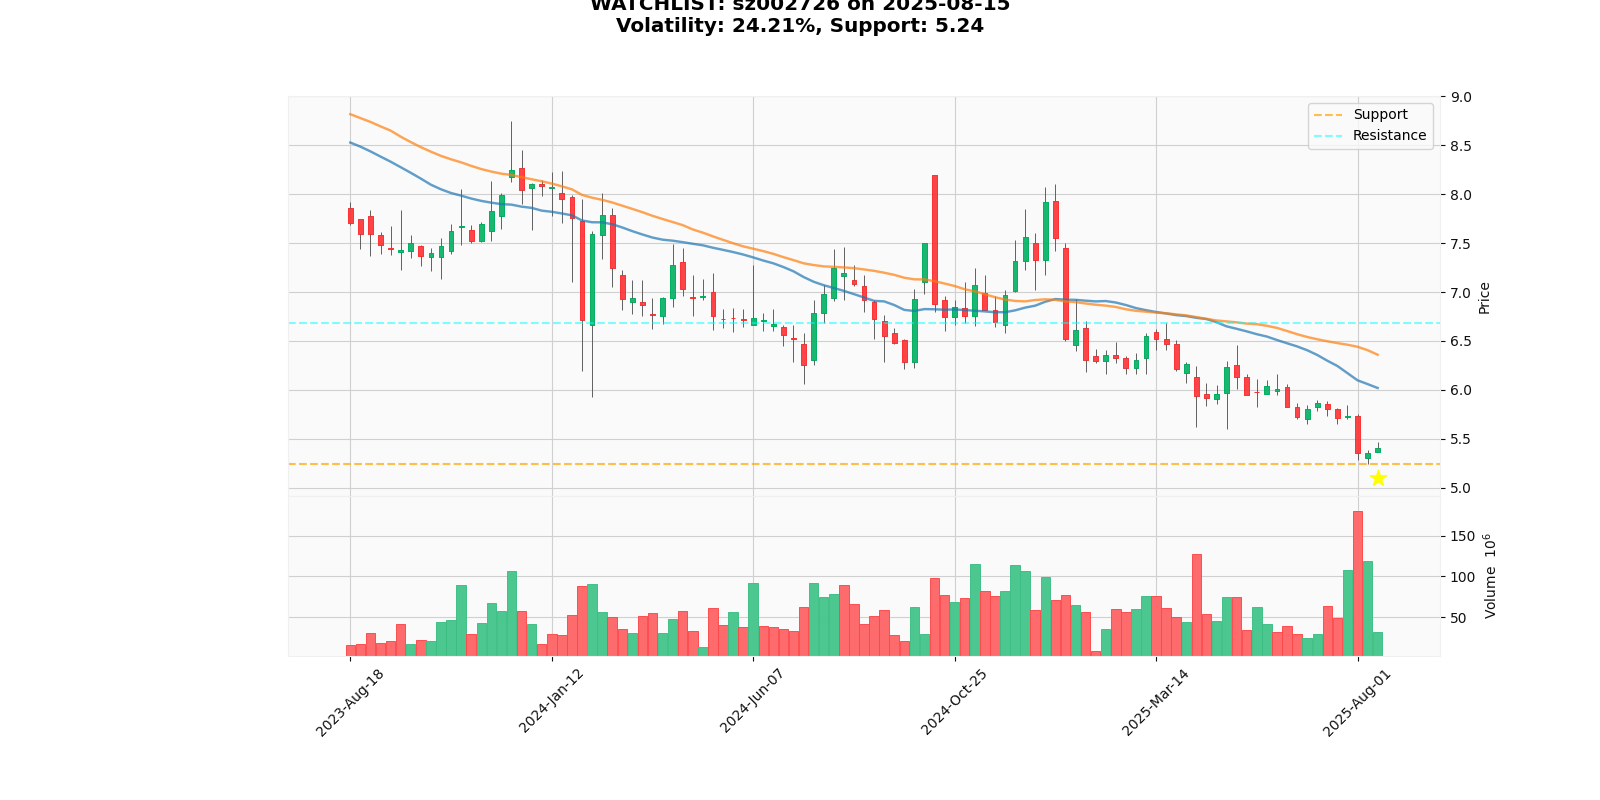 WATCHLIST: sz002726 on 2025-08-15
Volatility: 24.21%, Support: 5.24
Support
Resistance
9.0
8.5
8.0
7.5
7.0
6.5
6.0
5.5
5.0
Price
150
100
50
Volume 10^6
2023-Aug-18
2024-Jan-12
2024-Jun-07
2024-Oct-25
2025-Mar-14
2025-Aug-01